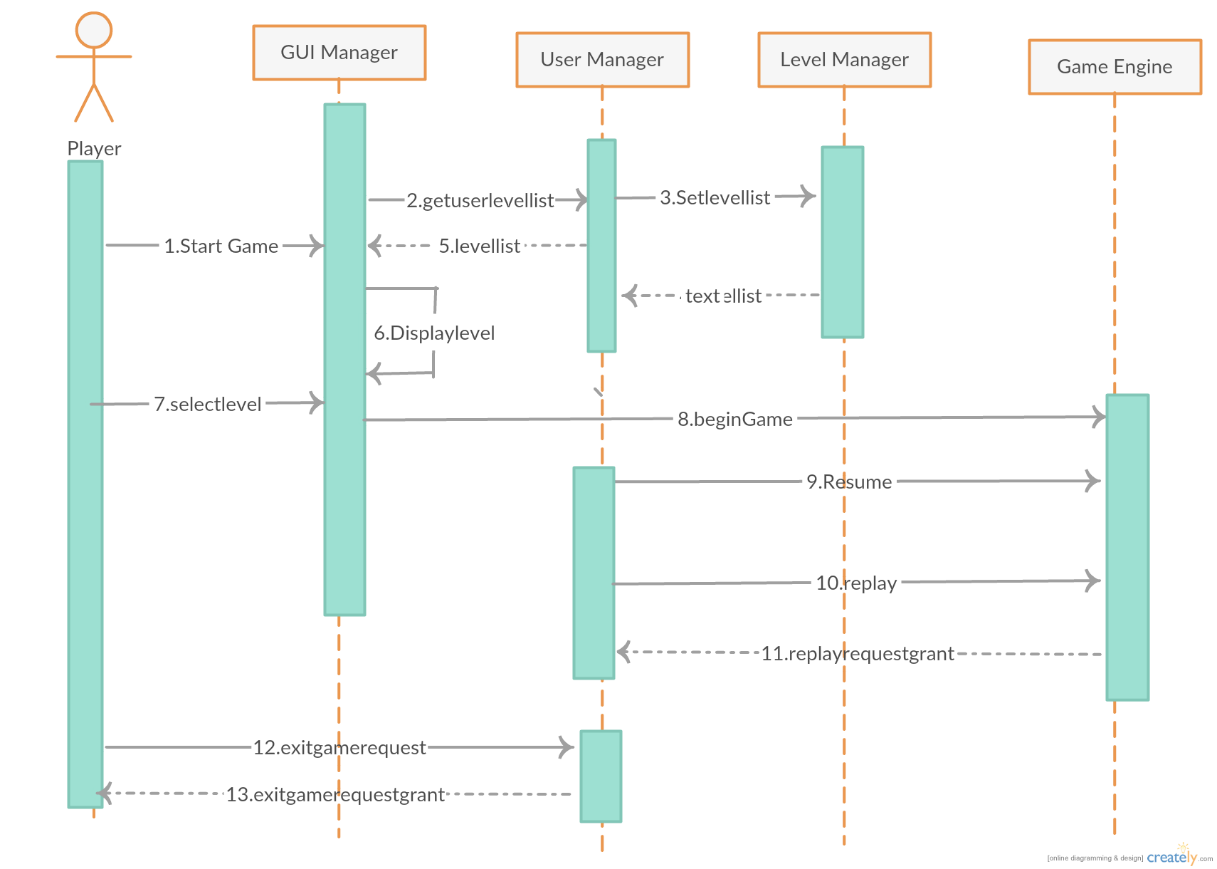 GUI Manager
User Manager
Level Manager
Game Engine
Player
2.getuserlevellist
3.Setlevellist
1.Start Game
5.levellist
text ellist
6.Displaylevel
7.selectlevel
8.beginGame
9.Resume
10.replay
11.replayrequestgrant
12.exitgamerequest
13.exitgamerequestgrant
[online diagramming & design] creately.com